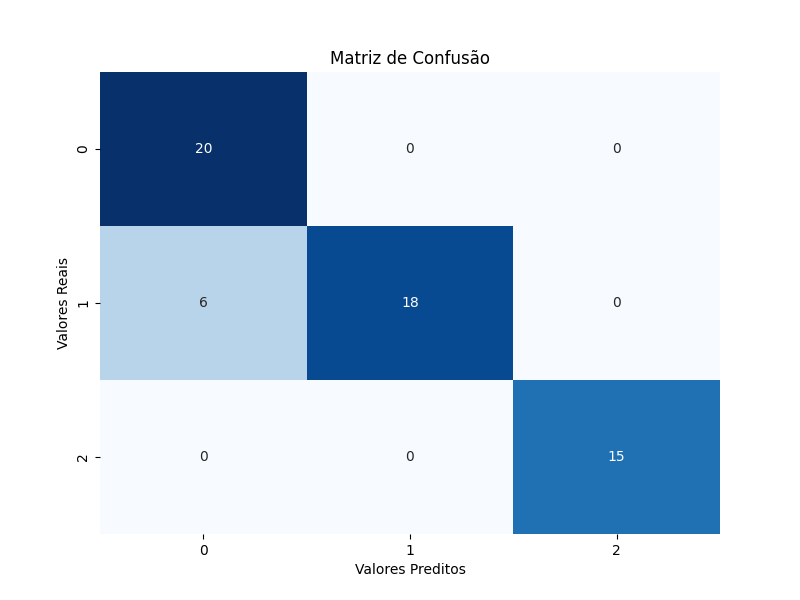 Matriz de Confusão
0 20 0 0
Valores Reais
1 6 18 0
2 0 0 15
0 1 2
Valores Preditos